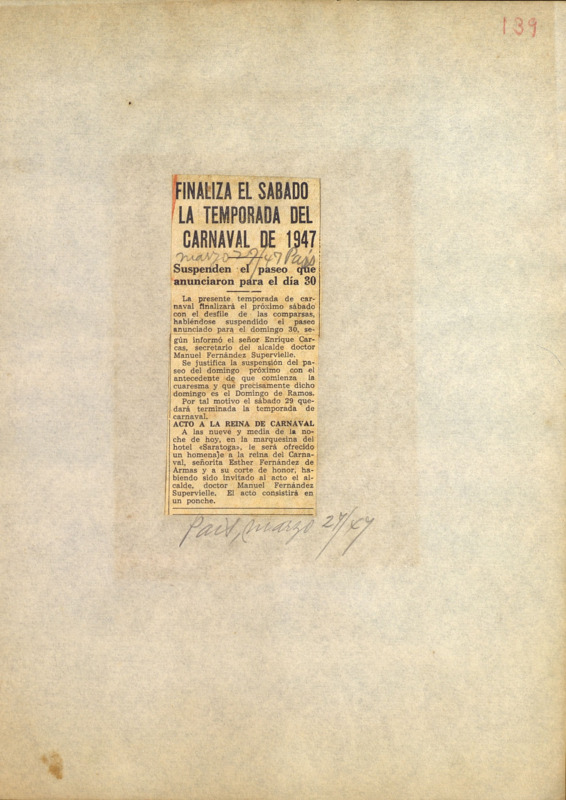 139
FINALIZA EL SABADO
LA TEMPORADA DEL
CARNAVAL DE 1947
marzo 27/47 País
Suspenden el paseo que
anunciaron para el día 30
La presente temporada de car-
naval finalizará el próximo sábado
con el desfile de las comparsas,
habiéndose suspendido el paseo
anunciado para el domingo 30, se-
gún informó el señor Enrique Car-
cas, secretario del alcalde doctor
Manuel Fernández Supervielle.
Se justifica la suspensión del pa-
seo del domingo próximo con el
antecedente de que comienza la
cuaresma y que precisamente dicho
domingo es el Domingo de Ramos.
Por tal motivo el sábado 29 que-
dará terminada la temporada de
carnaval.
ACTO A LA REINA DE CARNAVAL
A las nueve y media de la no-
che de hoy, en la marquesina del
hotel «Saratoga», le será ofrecido
un homenaje a la reina del Carna-
val, señorita Esther Fernández de
Armas y a su corte de honor, ha-
biendo sido invitado al acto el al-
calde, doctor Manuel Fernández
Supervielle. El acto consistirá en
un ponche.
País, marzo 27/47